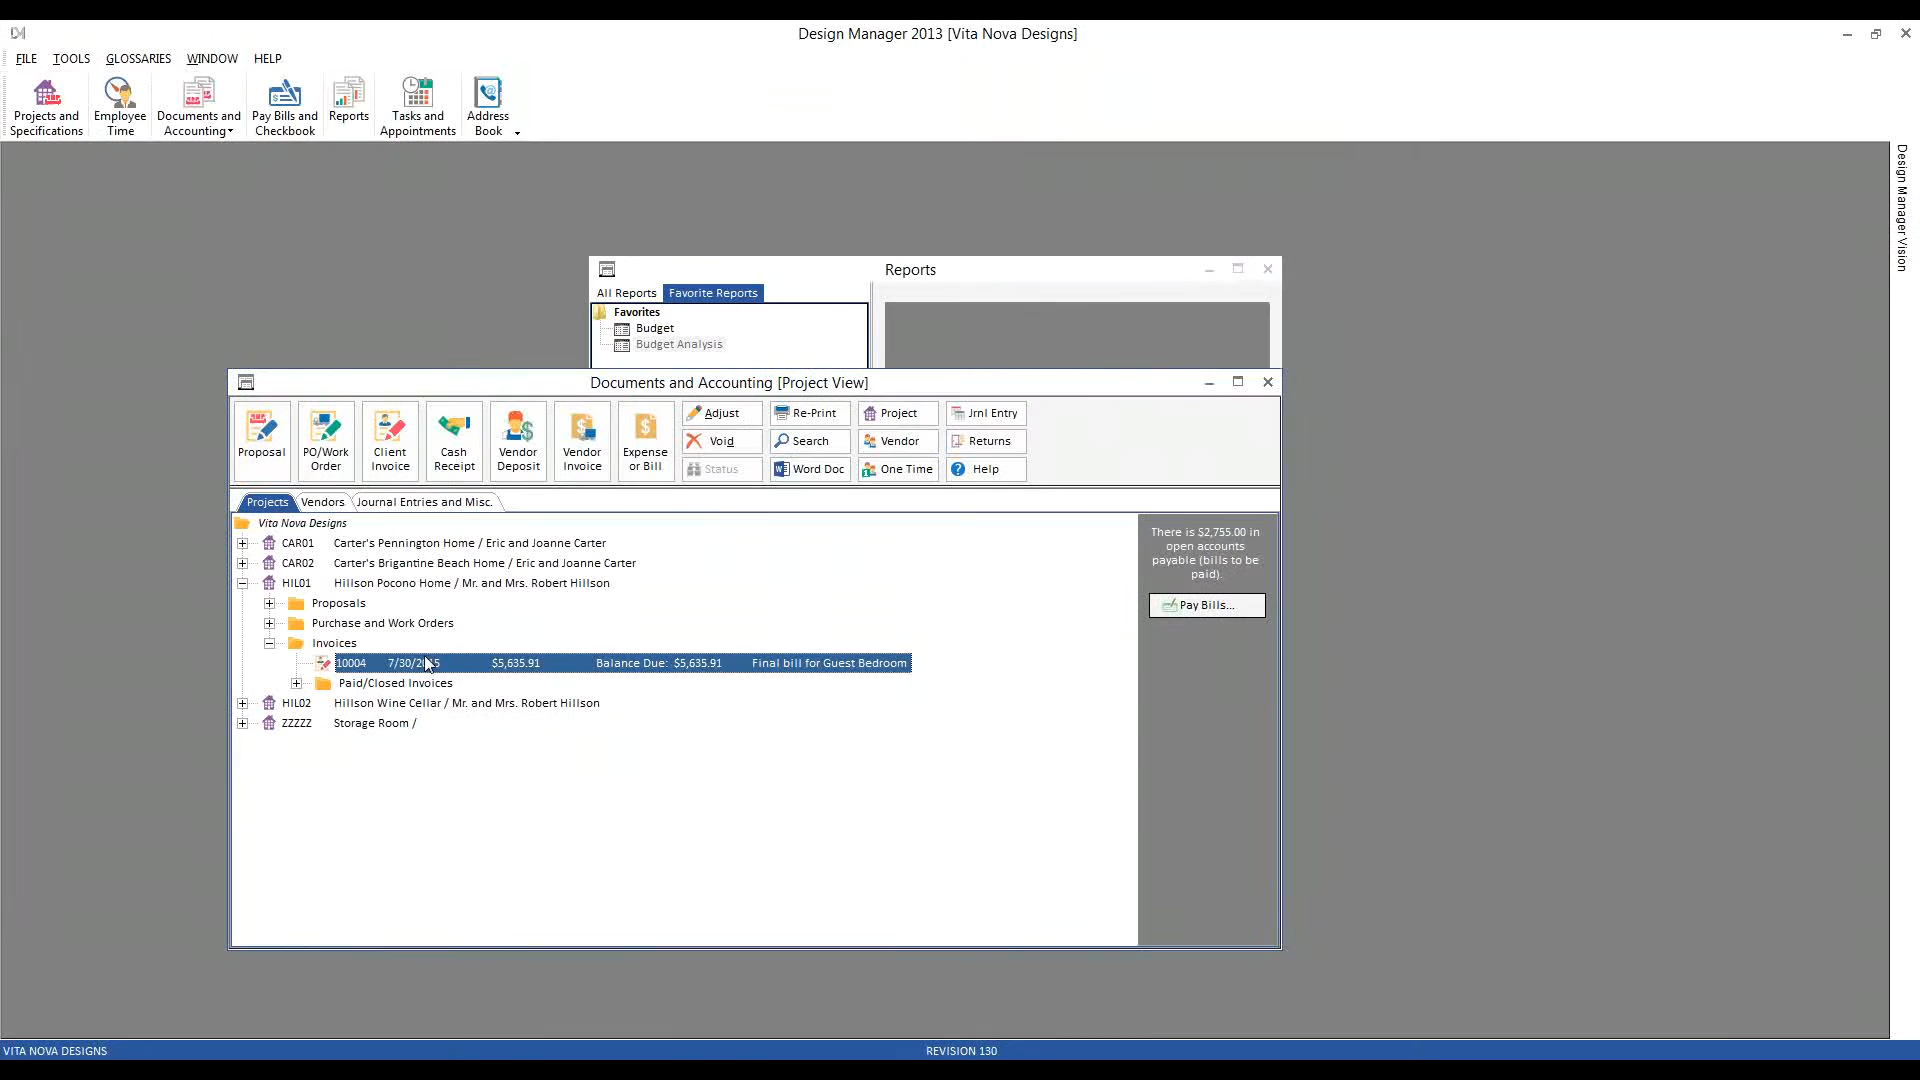 Design Manager 2013 [Vita Nova Designs]
FILE TOOLS GLOSSARIES WINDOW HELP
Projects and Specifications
Employee Time
Documents and Accounting
Pay Bills and Checkbook
Reports
Tasks and Appointments
Address Book
Design Manager Vision
Reports
All Reports Favorite Reports
Favorites
Budget
Budget Analysis
Documents and Accounting [Project View]
Proposal
PO/Work Order
Client Invoice
Cash Receipt
Vendor Deposit
Vendor Invoice
Expense or Bill
Adjust Re-Print Project Jrnl Entry
Void Search Vendor Returns
Status Word Doc One Time Help
Projects Vendors Journal Entries and Misc.
Vita Nova Designs
CAR01 Carter's Pennington Home / Eric and Joanne Carter
CAR02 Carter's Brigantine Beach Home / Eric and Joanne Carter
HIL01 Hillson Pocono Home / Mr. and Mrs. Robert Hillson
Proposals
Purchase and Work Orders
Invoices
10004 $5,635.91 Balance Due: $5,635.91 Final bill for Guest Bedroom
Paid/Closed Invoices
HIL02 Hillson Wine Cellar / Mr. and Mrs. Robert Hillson
ZZZZZ Storage Room /
There is $2,755.00 in
open accounts
payable (bills to be
paid).
Pay Bills...
VITA NOVA DESIGNS REVISION 130